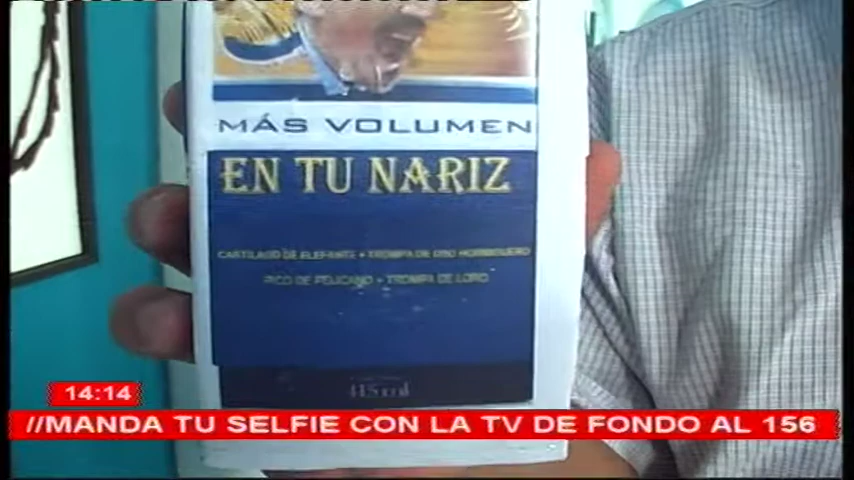 MÁS VOLUMEN
EN TU NARIZ
CARTILAGO DE ELEFANTE • TROMPA DE OSO HORMIGUERO
PICO DE PELICANO • TROMPA DE LORO
415 ml
14:14
//MANDA TU SELFIE CON LA TV DE FONDO AL 156